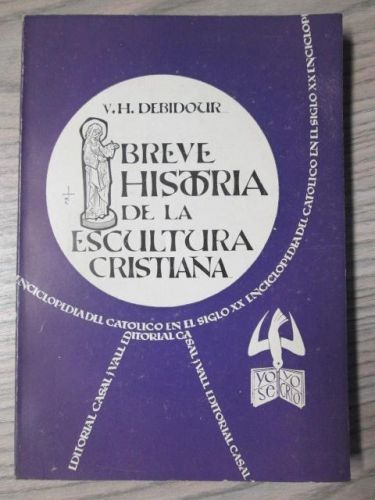 V. H. DEBIDOUR
BREVE
HISTORIA
DE LA
ESCULTURA
CRISTIANA
ENCICLOPEDIA DEL CATOLICO EN EL SIGLO XX ENCICLOPEDIA DEL CATOLICO EN EL SIGLO XX ENCICLOPE
EDITORIAL CASAL I VALL EDITORIAL CASAL I VALL EDITORIAL CASAL
YO YO
SE CREO